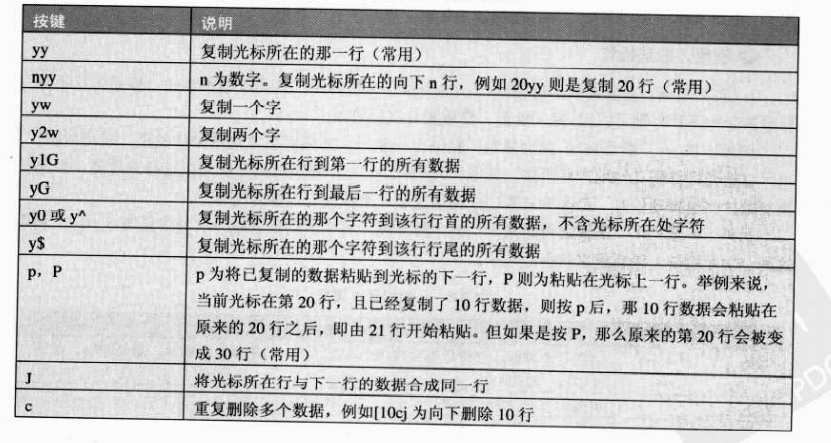 按键 说明
yy 复制光标所在的那一行（常用）
nyy n 为数字。复制光标所在的向下 n 行，例如 20yy 则是复制 20 行（常用）
yw 复制一个字
y2w 复制两个字
y1G 复制光标所在行到第一行的所有数据
yG 复制光标所在行到最后一行的所有数据
y0 或 y^ 复制光标所在的那个字符到该行行首的所有数据，不含光标所在处字符
y$ 复制光标所在的那个字符到该行行尾的所有数据
p，P p 为将已复制的数据粘贴到光标的下一行，P 则为粘贴在光标上一行。举例来说，
当前光标在第 20 行，且已经复制了 10 行数据，则按 p 后，那 10 行数据会粘贴在
原来的 20 行之后，即由 21 行开始粘贴。但如果是按 P，那么原来的第 20 行会被变
成 30 行（常用）
J 将光标所在行与下一行的数据合成同一行
c 重复删除多个数据，例如[10cj 为向下删除 10 行